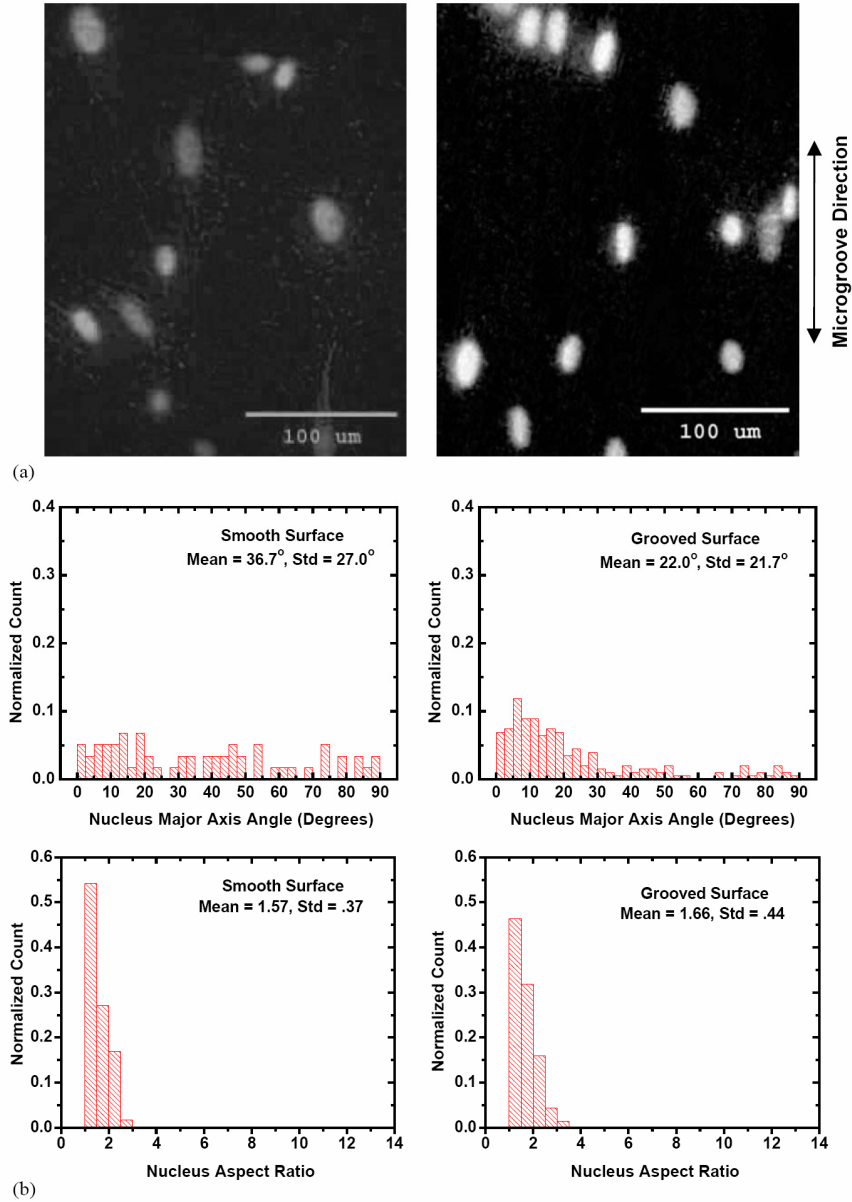 100 um
100 um
Microgroove Direction
(a)
Smooth Surface
Mean = 36.7°, Std = 27.0°
Normalized Count
0.4
0.3
0.2
0.1
0.0
0 10 20 30 40 50 60 70 80 90
Nucleus Major Axis Angle (Degrees)
Grooved Surface
Mean = 22.0°, Std = 21.7°
Normalized Count
0.4
0.3
0.2
0.1
0.0
0 10 20 30 40 50 60 70 80 90
Nucleus Major Axis Angle (Degrees)
Smooth Surface
Mean = 1.57, Std = .37
Normalized Count
0.6
0.5
0.4
0.3
0.2
0.1
0.0
0 2 4 6 8 10 12 14
Nucleus Aspect Ratio
Grooved Surface
Mean = 1.66, Std = .44
Normalized Count
0.6
0.5
0.4
0.3
0.2
0.1
0.0
0 2 4 6 8 10 12 14
Nucleus Aspect Ratio
(b)